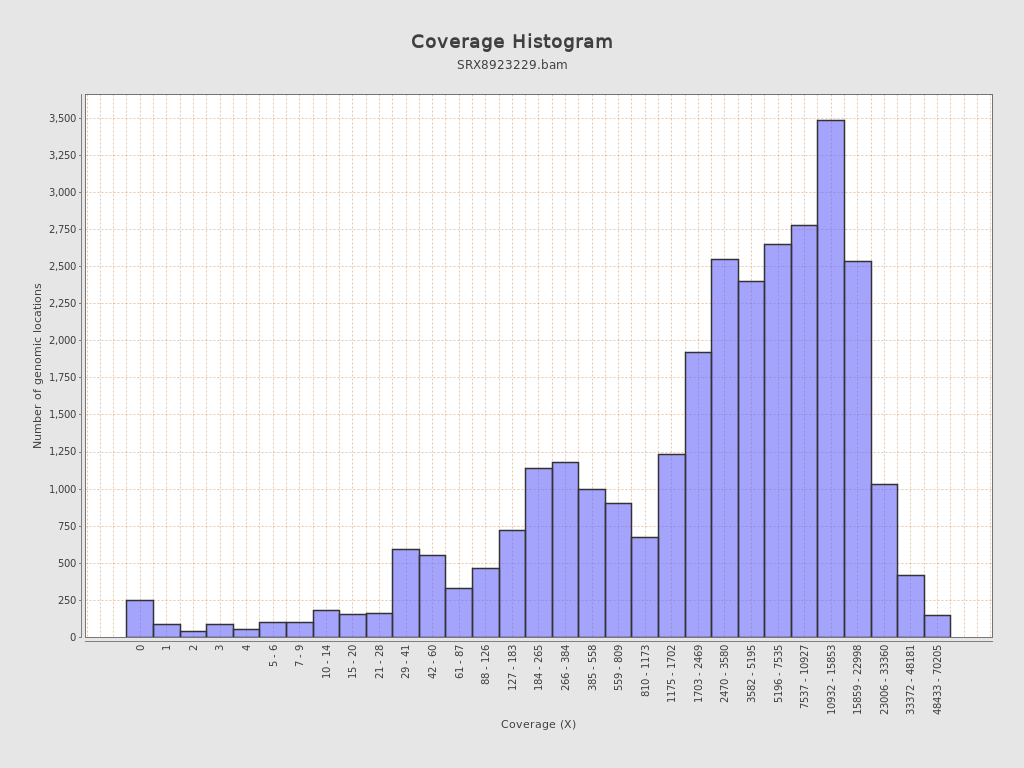 Coverage Histogram
SRX8923229.bam
Number of genomic locations
3,500
3,250
3,000
2,750
2,500
2,250
2,000
1,750
1,500
1,250
1,000
750
500
250
0
0
1
2
3
4
5 - 6
7 - 9
10 - 14
15 - 20
21 - 28
29 - 41
42 - 60
61 - 87
88 - 126
127 - 183
184 - 265
266 - 384
385 - 558
559 - 809
810 - 1173
1175 - 1702
1703 - 2469
2470 - 3580
3582 - 5195
5196 - 7535
7537 - 10927
10932 - 15853
15859 - 22998
23006 - 33360
33372 - 48181
48433 - 70205
Coverage (X)